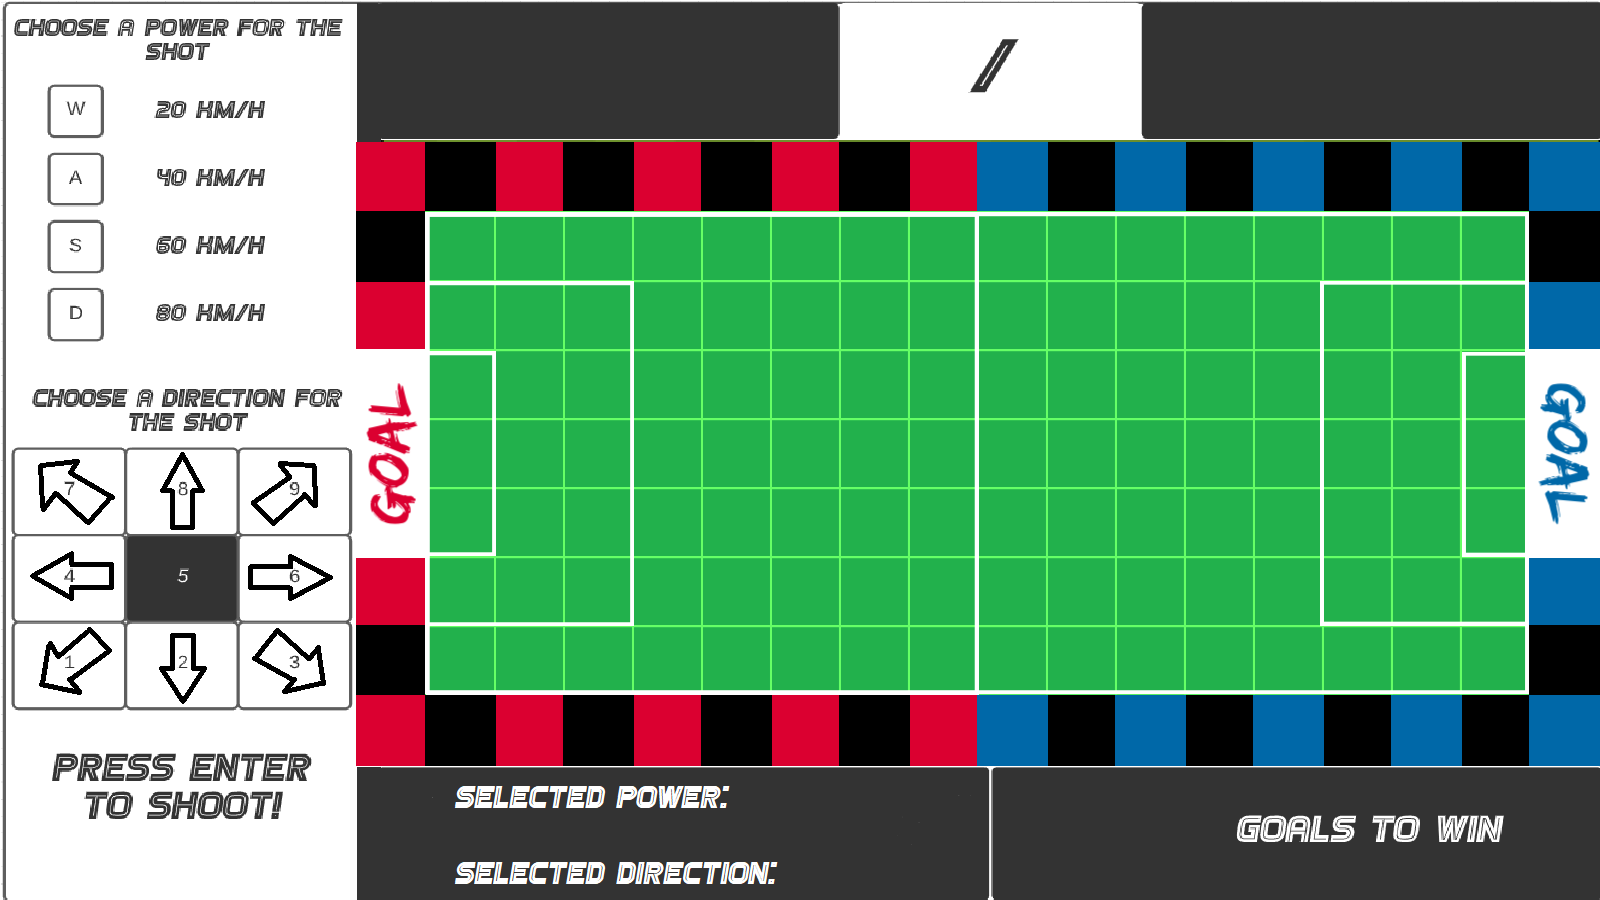 CHOOSE A POWER FOR THE
SHOT
W 20 KM/H
A 40 KM/H
S 60 KM/H
D 80 KM/H
CHOOSE A DIRECTION FOR
THE SHOT
7 8 9
4 5 6
1 2 3
PRESS ENTER
TO SHOOT!
/
GOAL
GOAL
SELECTED POWER:
SELECTED DIRECTION:
GOALS TO WIN